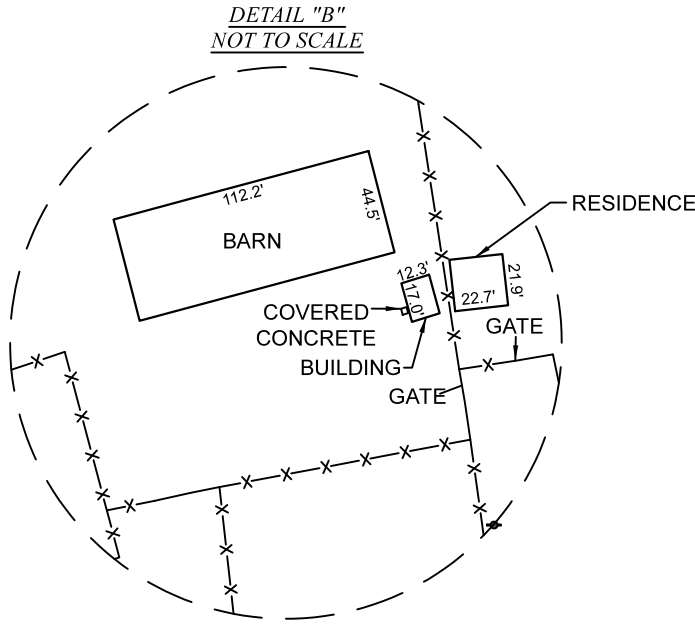 DETAIL "B"
NOT TO SCALE
112.2'
44.5'
BARN
RESIDENCE
12.3'
17.0'
21.9'
22.7'
COVERED
CONCRETE
GATE
BUILDING
GATE